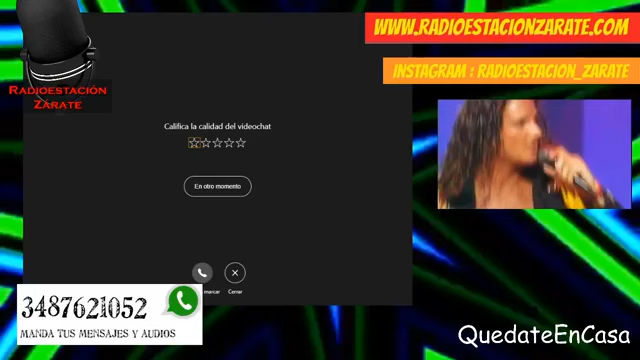 WWW.RADIOESTACIONZARATE.COM
INSTAGRAM : RADIOESTACION_ZARATE
RADIOESTACIÓN
ZARATE
Califica la calidad del videochat
En otro momento
marcar
Cerrar
3487621052
MANDA TUS MENSAJES Y AUDIOS
QuedateEnCasa